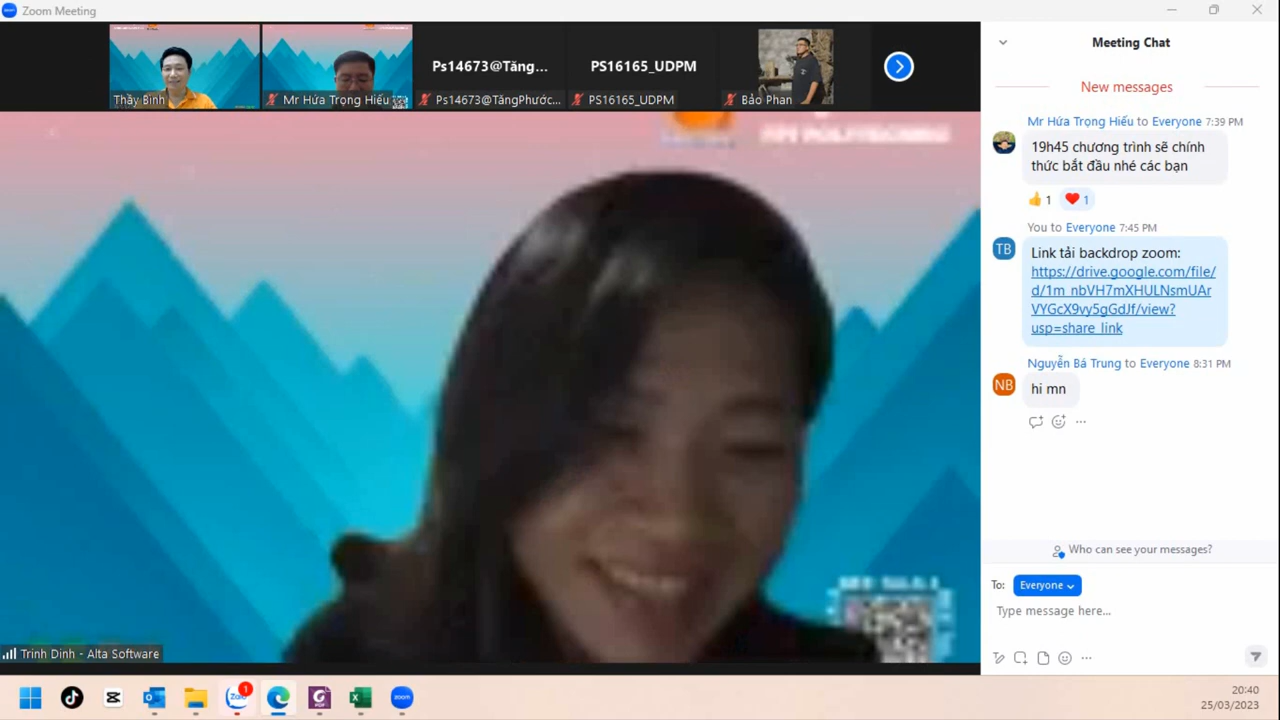 Zoom Meeting
Thầy Bình
Mr Hứa Trọng Hiếu
Ps14673@Tăng...
Ps14673@TăngPhước...
PS16165_UDPM
PS16165_UDPM
Bảo Phan
Trinh Dinh - Alta Software
Meeting Chat
New messages
Mr Hứa Trọng Hiếu to Everyone 7:39 PM
19h45 chương trình sẽ chính
thức bắt đầu nhé các bạn
1
1
You to Everyone 7:45 PM
TB
Link tải backdrop zoom:
https://drive.google.com/file/
d/1m_nbVH7mXHULNsmUAr
VYGcX9vy5gGdJf/view?
usp=share_link
Nguyễn Bá Trung to Everyone 8:31 PM
NB
hi mn
Who can see your messages?
To: Everyone
Type message here...
Zalo
1
zoom
20:40
25/03/2023